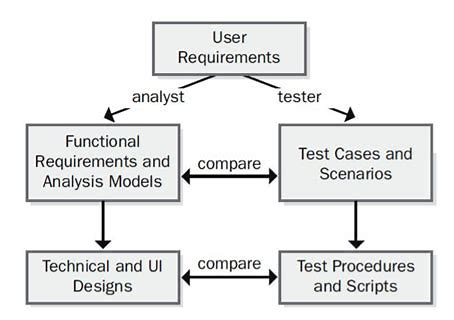 User
Requirements
analyst
tester
Functional
Requirements and
Analysis Models
compare
Test Cases and
Scenarios
Technical and UI
Designs
compare
Test Procedures
and Scripts